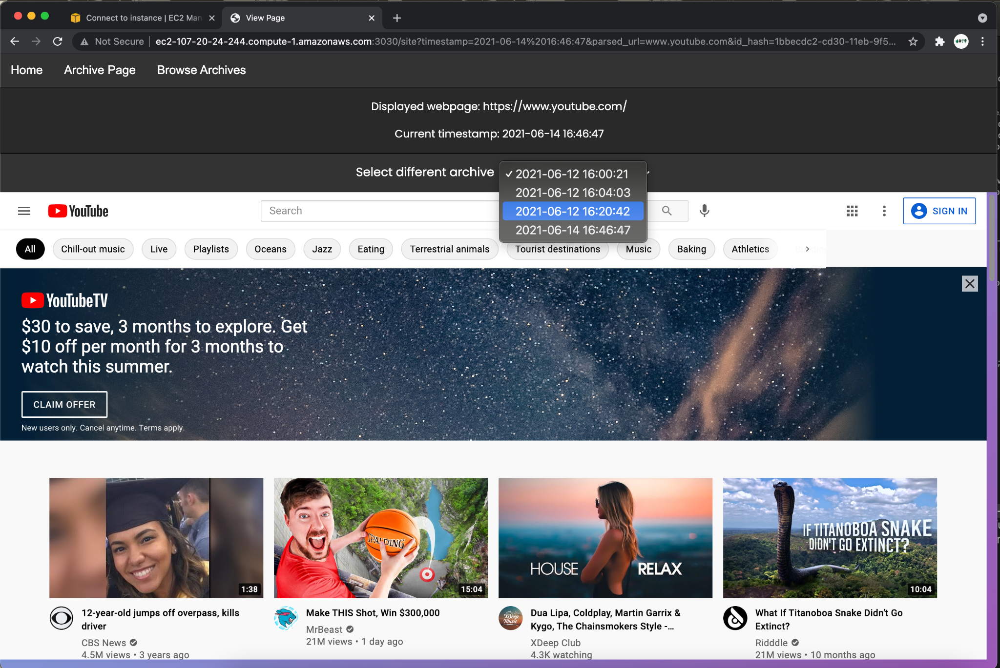 Connect to instance | EC2 Man
View Page
Not Secure
ec2-107-20-24-244.compute-1.amazonaws.com:3030/site?timestamp=2021-06-14%2016:46:47&parsed_url=www.youtube.com&id_hash=1bbecdc2-cd30-11eb-9f5...
Home
Archive Page
Browse Archives
Displayed webpage: https://www.youtube.com/
Current timestamp: 2021-06-14 16:46:47
Select different archive
✓ 2021-06-12 16:00:21
2021-06-12 16:04:03
2021-06-12 16:20:42
2021-06-14 16:46:47
YouTube
Search
SIGN IN
All
Chill-out music
Live
Playlists
Oceans
Jazz
Eating
Terrestrial animals
Tourist destinations
Music
Baking
Athletics
YouTubeTV
$30 to save, 3 months to explore. Get
$10 off per month for 3 months to
watch this summer.
CLAIM OFFER
New users only. Cancel anytime. Terms apply.
1:38
SPALDING
15:04
HOUSE RELAX
IF TITANOBOA SNAKE
DIDN'T GO EXTINCT?
10:04
12-year-old jumps off overpass, kills
driver
CBS News
4.5M views • 3 years ago
Make THIS Shot, Win $300,000
MrBeast
21M views • 1 day ago
XDeep
Music
Dua Lipa, Coldplay, Martin Garrix &
Kygo, The Chainsmokers Style -...
XDeep Club
4.3K watching
What If Titanoboa Snake Didn't Go
Extinct?
Ridddle
21M views • 10 months ago